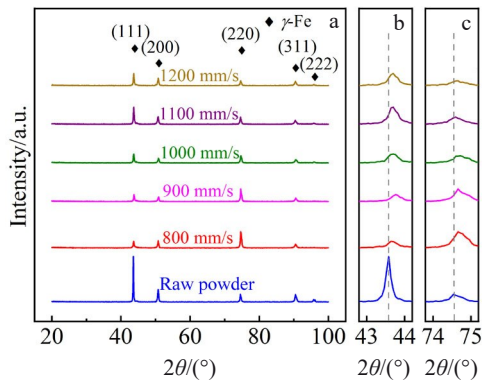 ♦ γ-Fe a
(111)
(200)
(220)
(311)
(222)
1200 mm/s
1100 mm/s
1000 mm/s
900 mm/s
800 mm/s
Raw powder
Intensity/a.u.
20 40 60 80 100
2θ/(°)
b
43 44
2θ/(°)
c
74 75
2θ/(°)